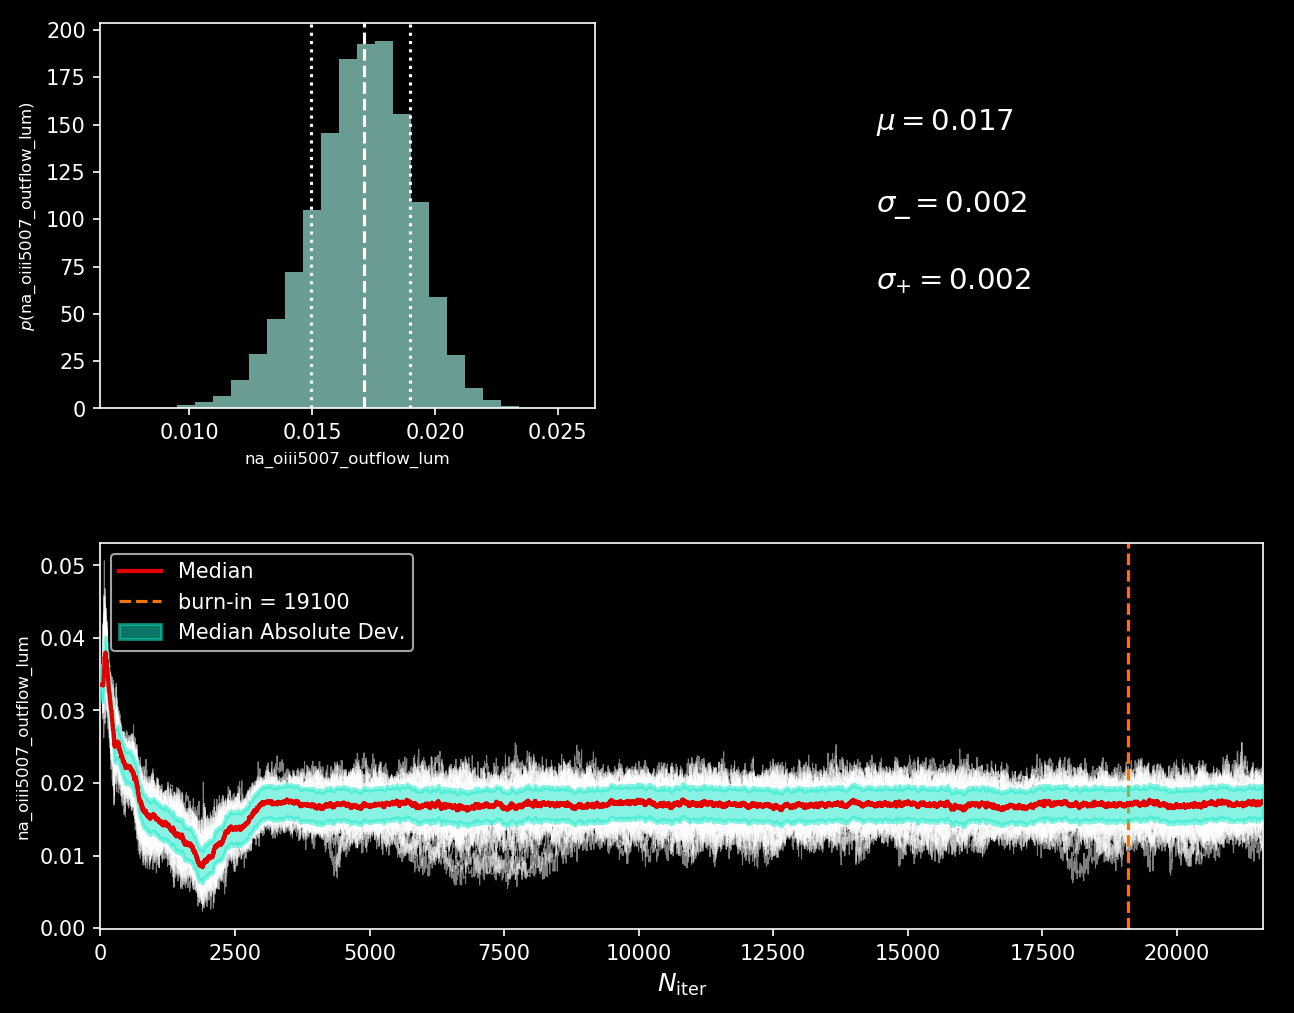 200
175
150
125
100
75
50
25
0
p(na_oiii5007_outflow_lum)
0.010 0.015 0.020 0.025
na_oiii5007_outflow_lum
μ = 0.017
σ_ = 0.002
σ+ = 0.002
0.05
0.04
0.03
0.02
0.01
0.00
na_oiii5007_outflow_lum
Median
burn-in = 19100
Median Absolute Dev.
0 2500 5000 7500 10000 12500 15000 17500 20000
Niter